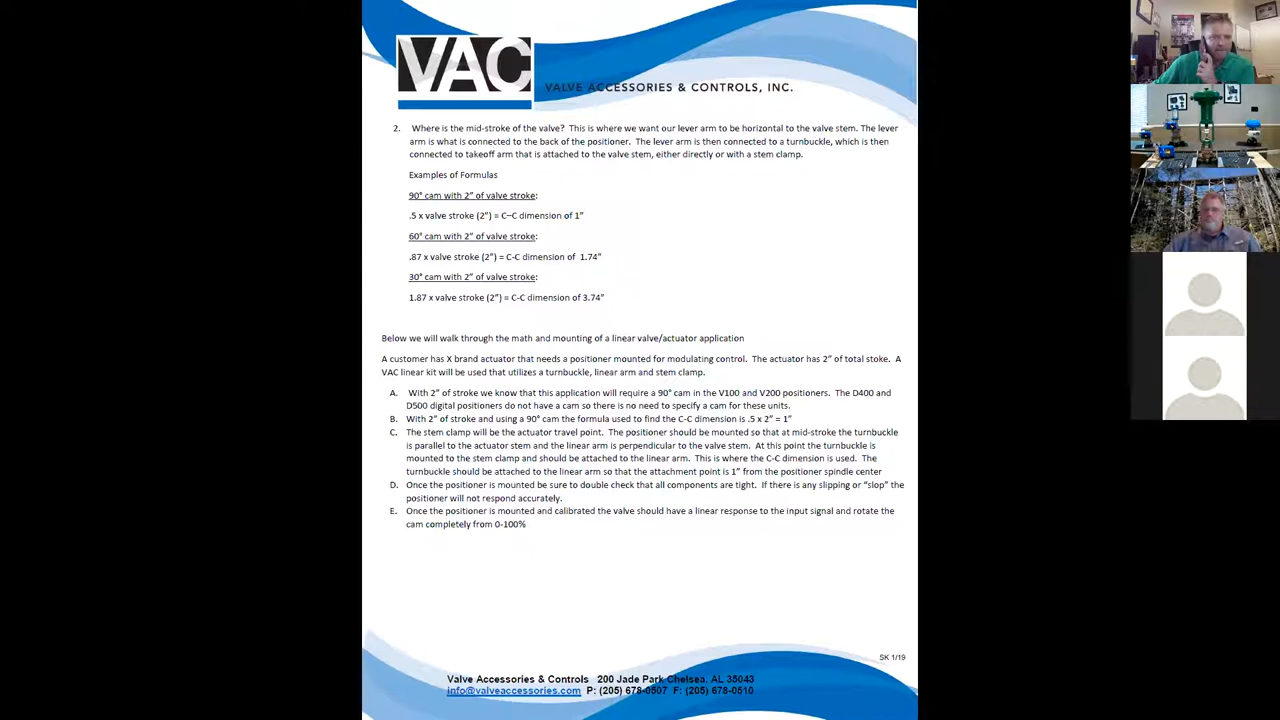 VAC
VALVE ACCESSORIES & CONTROLS, INC.
2. Where is the mid-stroke of the valve? This is where we want our lever arm to be horizontal to the valve stem. The lever
arm is what is connected to the back of the positioner. The lever arm is then connected to a turnbuckle, which is then
connected to takeoff arm that is attached to the valve stem, either directly or with a stem clamp.
Examples of Formulas
90° cam with 2” of valve stroke:
.5 x valve stroke (2”) = C–C dimension of 1”
60° cam with 2” of valve stroke:
.87 x valve stroke (2”) = C-C dimension of 1.74”
30° cam with 2” of valve stroke:
1.87 x valve stroke (2”) = C-C dimension of 3.74”
Below we will walk through the math and mounting of a linear valve/actuator application
A customer has X brand actuator that needs a positioner mounted for modulating control. The actuator has 2” of total stoke. A
VAC linear kit will be used that utilizes a turnbuckle, linear arm and stem clamp.
A. With 2” of stroke we know that this application will require a 90° cam in the V100 and V200 positioners. The D400 and
D500 digital positioners do not have a cam so there is no need to specify a cam for these units.
B. With 2” of stroke and using a 90° cam the formula used to find the C-C dimension is .5 x 2” = 1”
C. The stem clamp will be the actuator travel point. The positioner should be mounted so that at mid-stroke the turnbuckle
is parallel to the actuator stem and the linear arm is perpendicular to the valve stem. At this point the turnbuckle is
mounted to the stem clamp and should be attached to the linear arm. This is where the C-C dimension is used. The
turnbuckle should be attached to the linear arm so that the attachment point is 1” from the positioner spindle center
D. Once the positioner is mounted be sure to double check that all components are tight. If there is any slipping or “slop” the
positioner will not respond accurately.
E. Once the positioner is mounted and calibrated the valve should have a linear response to the input signal and rotate the
cam completely from 0-100%
SK 1/19
Valve Accessories & Controls 200 Jade Park Chelsea, AL 35043
info@valveaccessories.com P: (205) 678-0507 F: (205) 678-0510